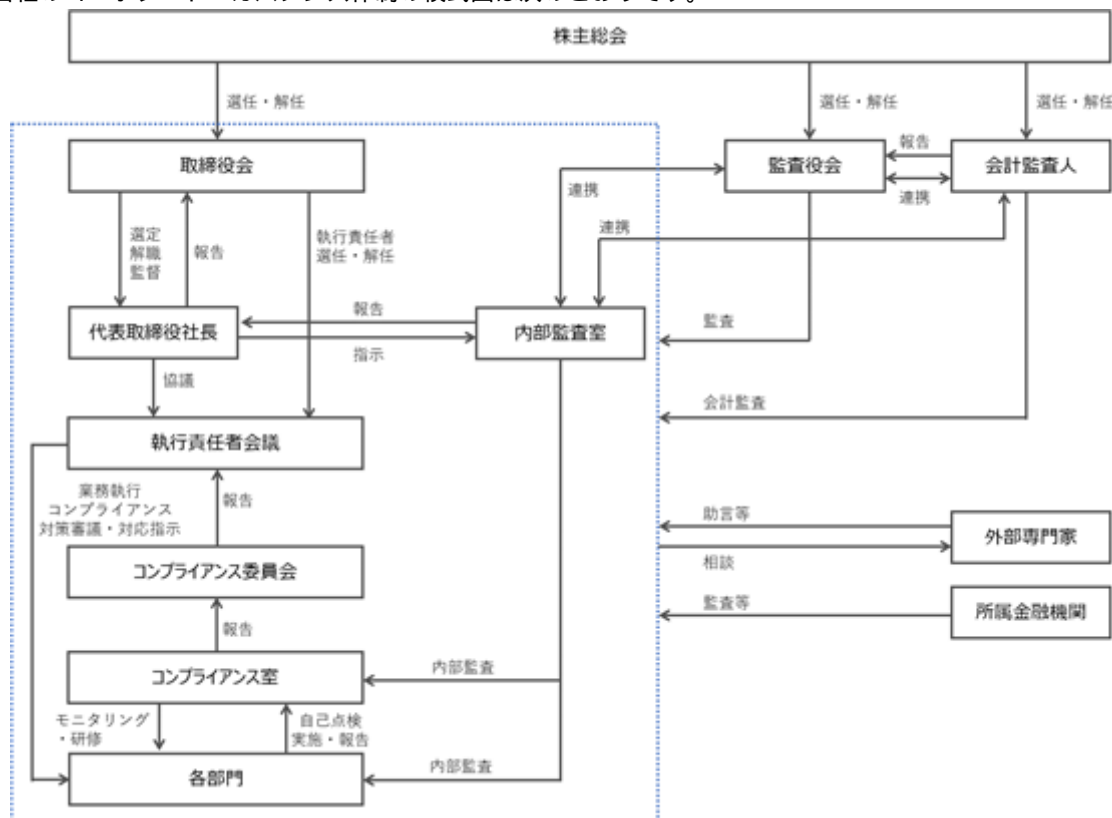 株主総会
選任・解任
選任・解任
選任・解任
取締役会
監査役会
報告
連携
会計監査人
連携
連携
選定
解職
監督
報告
執行責任者
選任・解任
代表取締役社長
報告
指示
内部監査室
監査
協議
会計監査
執行責任者会議
業務執行
コンプライアンス
対策審議・対応指示
報告
助言等
相談
外部専門家
コンプライアンス委員会
監査等
所属金融機関
報告
コンプライアンス室
内部監査
モニタリング
・研修
自己点検
実施・報告
各部門
内部監査